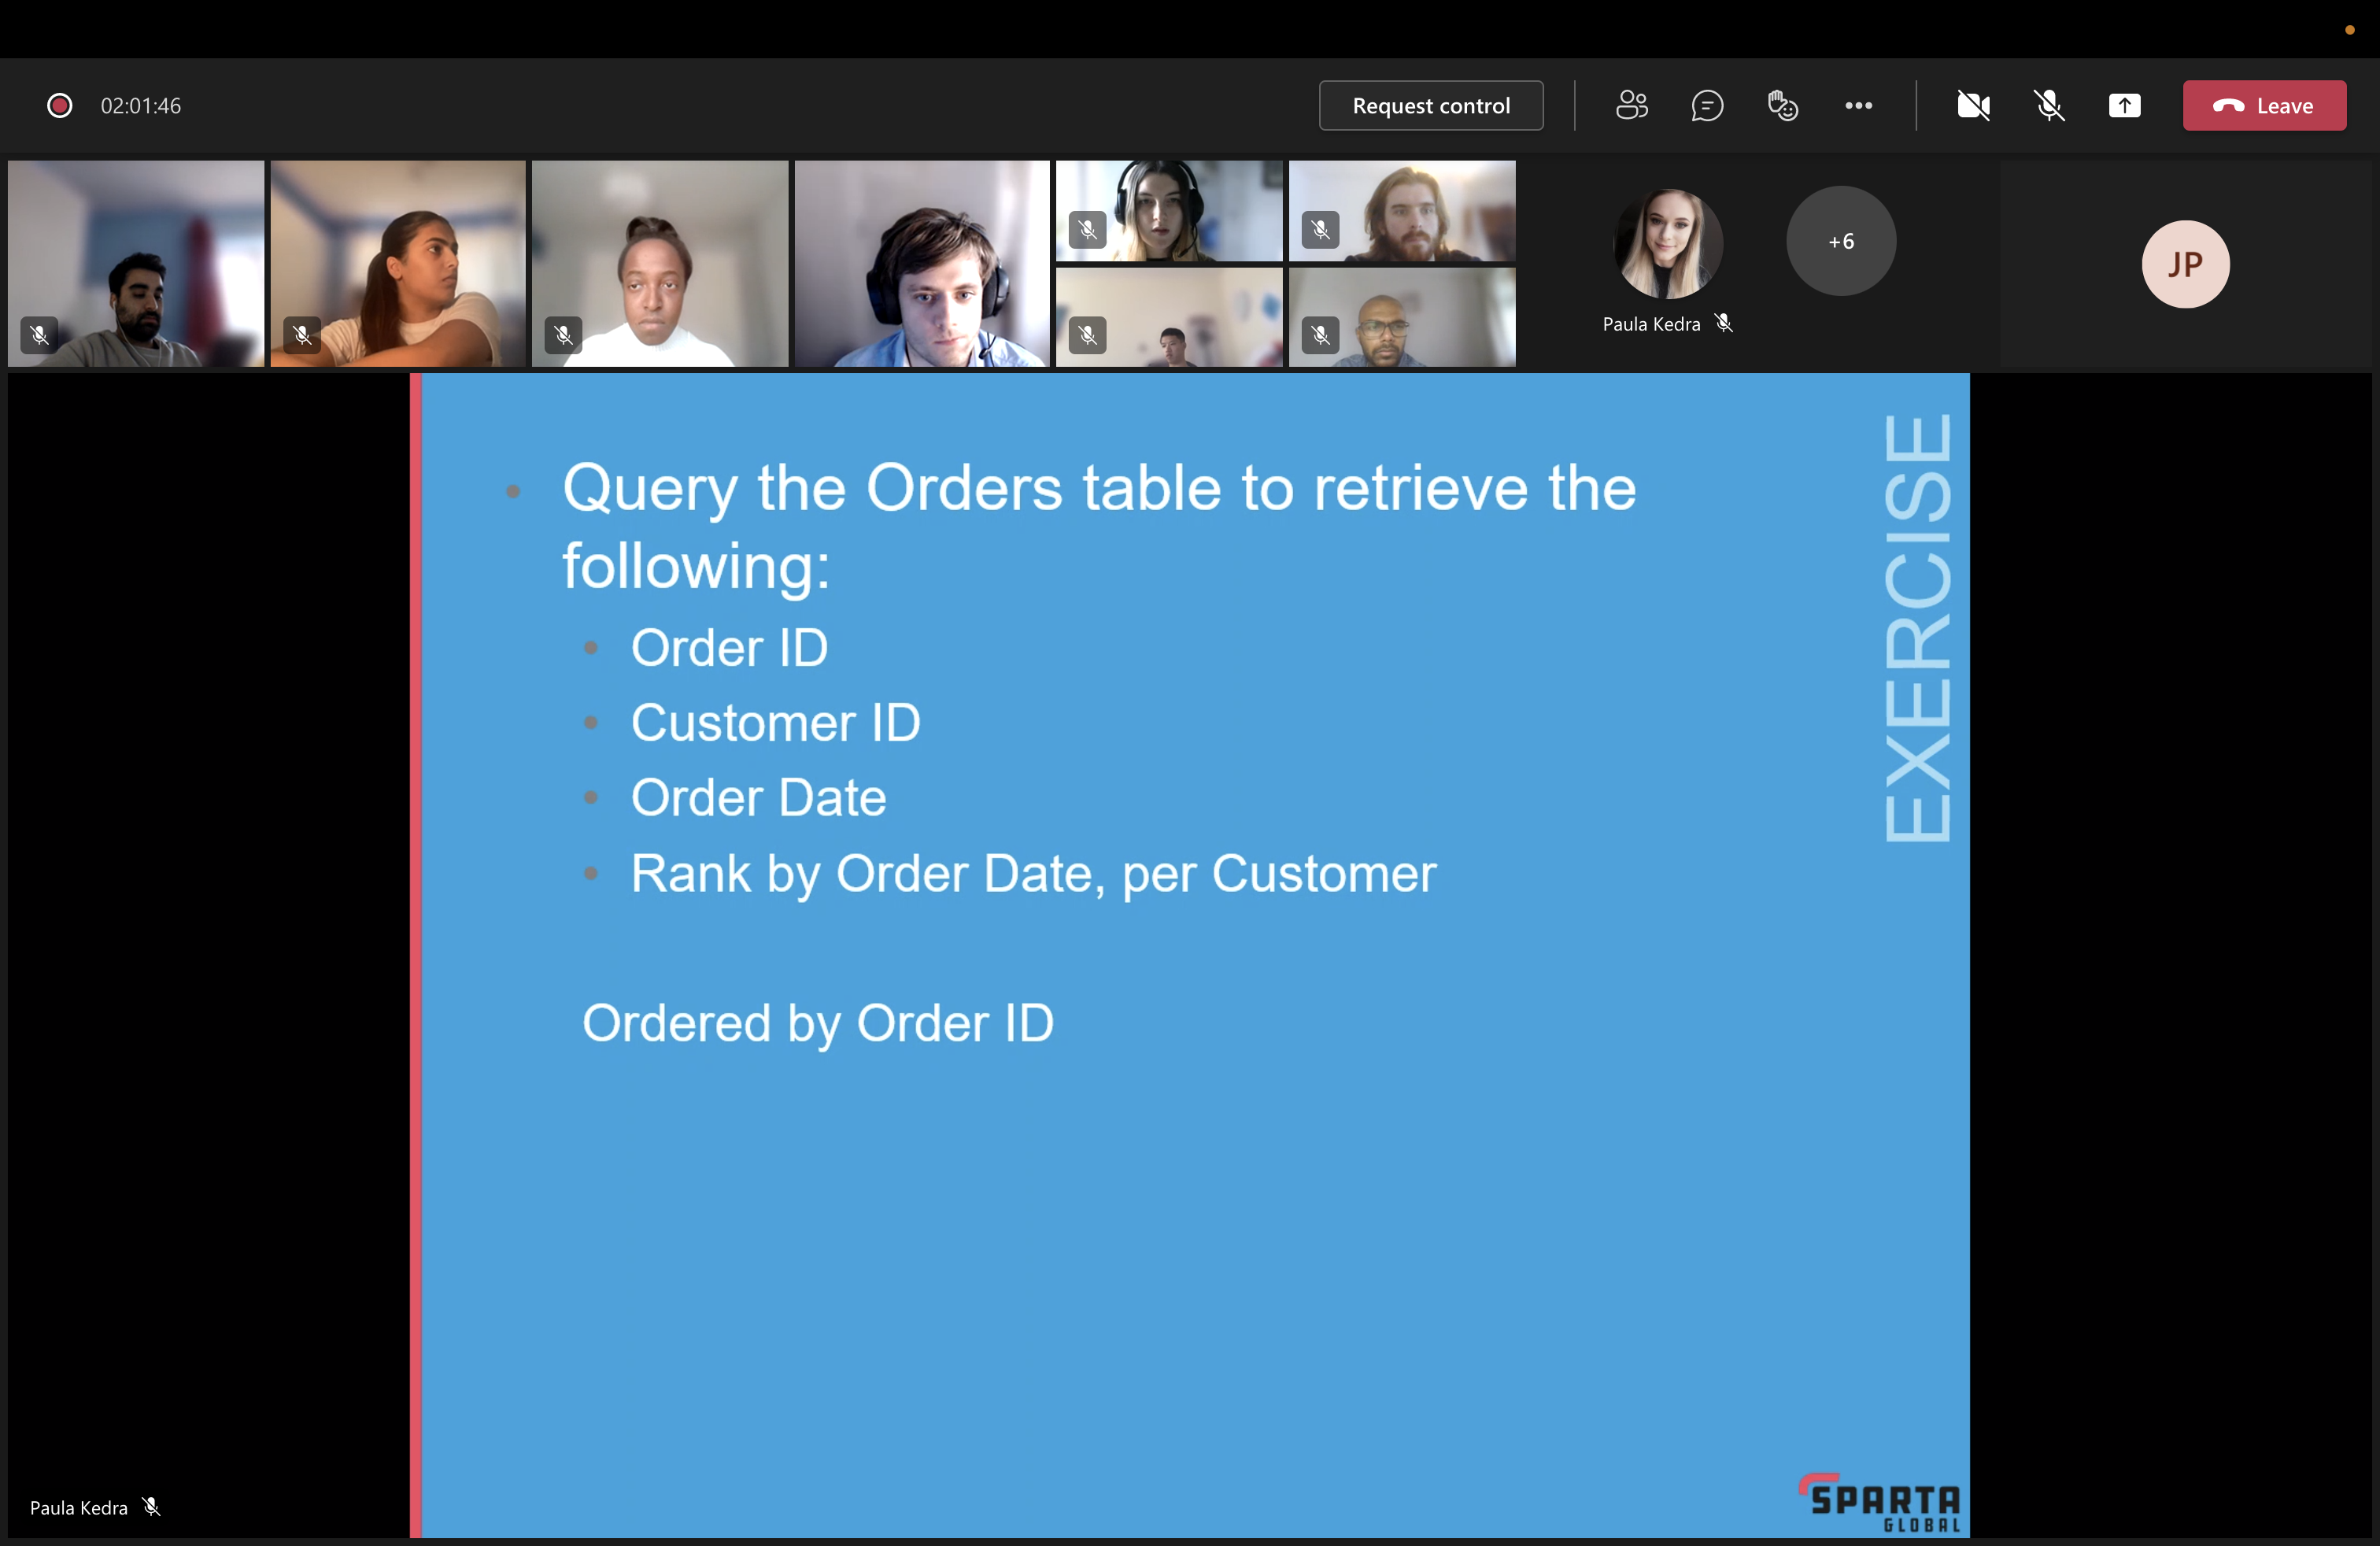 02:01:46
Request control
Leave
+6
JP
Paula Kedra
Query the Orders table to retrieve the
following:
Order ID
Customer ID
Order Date
Rank by Order Date, per Customer
Ordered by Order ID
EXERCISE
Paula Kedra
SPARTA
GLOBAL